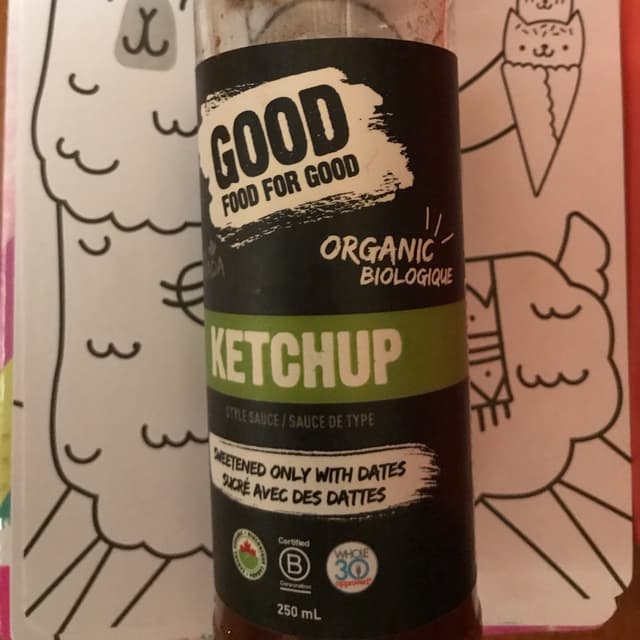 GOOD
FOOD FOR GOOD
ORGANIC
BIOLOGIQUE
KETCHUP
STYLE SAUCE / SAUCE DE TYPE
SWEETENED ONLY WITH DATES
SUCRÉ AVEC DES DATTES
Certified
B
Corporation
WHOLE
30
approved
250 mL